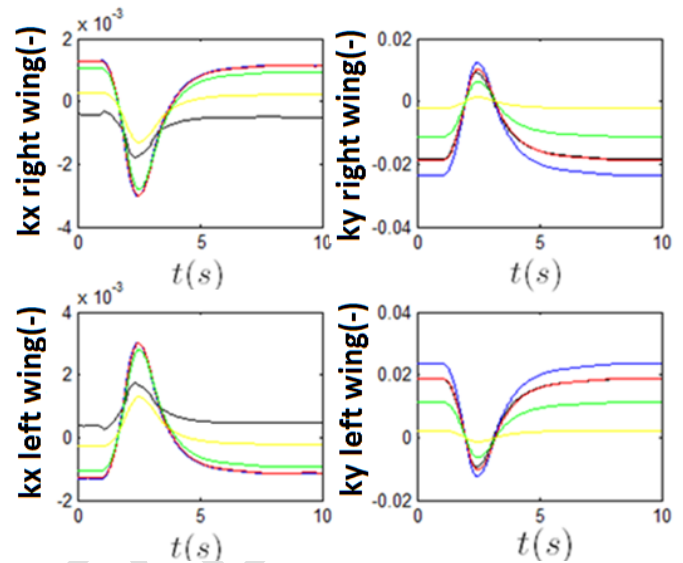 x 10⁻³
kx right wing(-)
2
0
-2
-4
0 5 10
t(s)
ky right wing(-)
0.02
0
-0.02
-0.04
0 5 10
t(s)
x 10⁻³
kx left wing(-)
4
2
0
-2
0 5 10
t(s)
ky left wing(-)
0.04
0.02
0
-0.02
0 5 10
t(s)